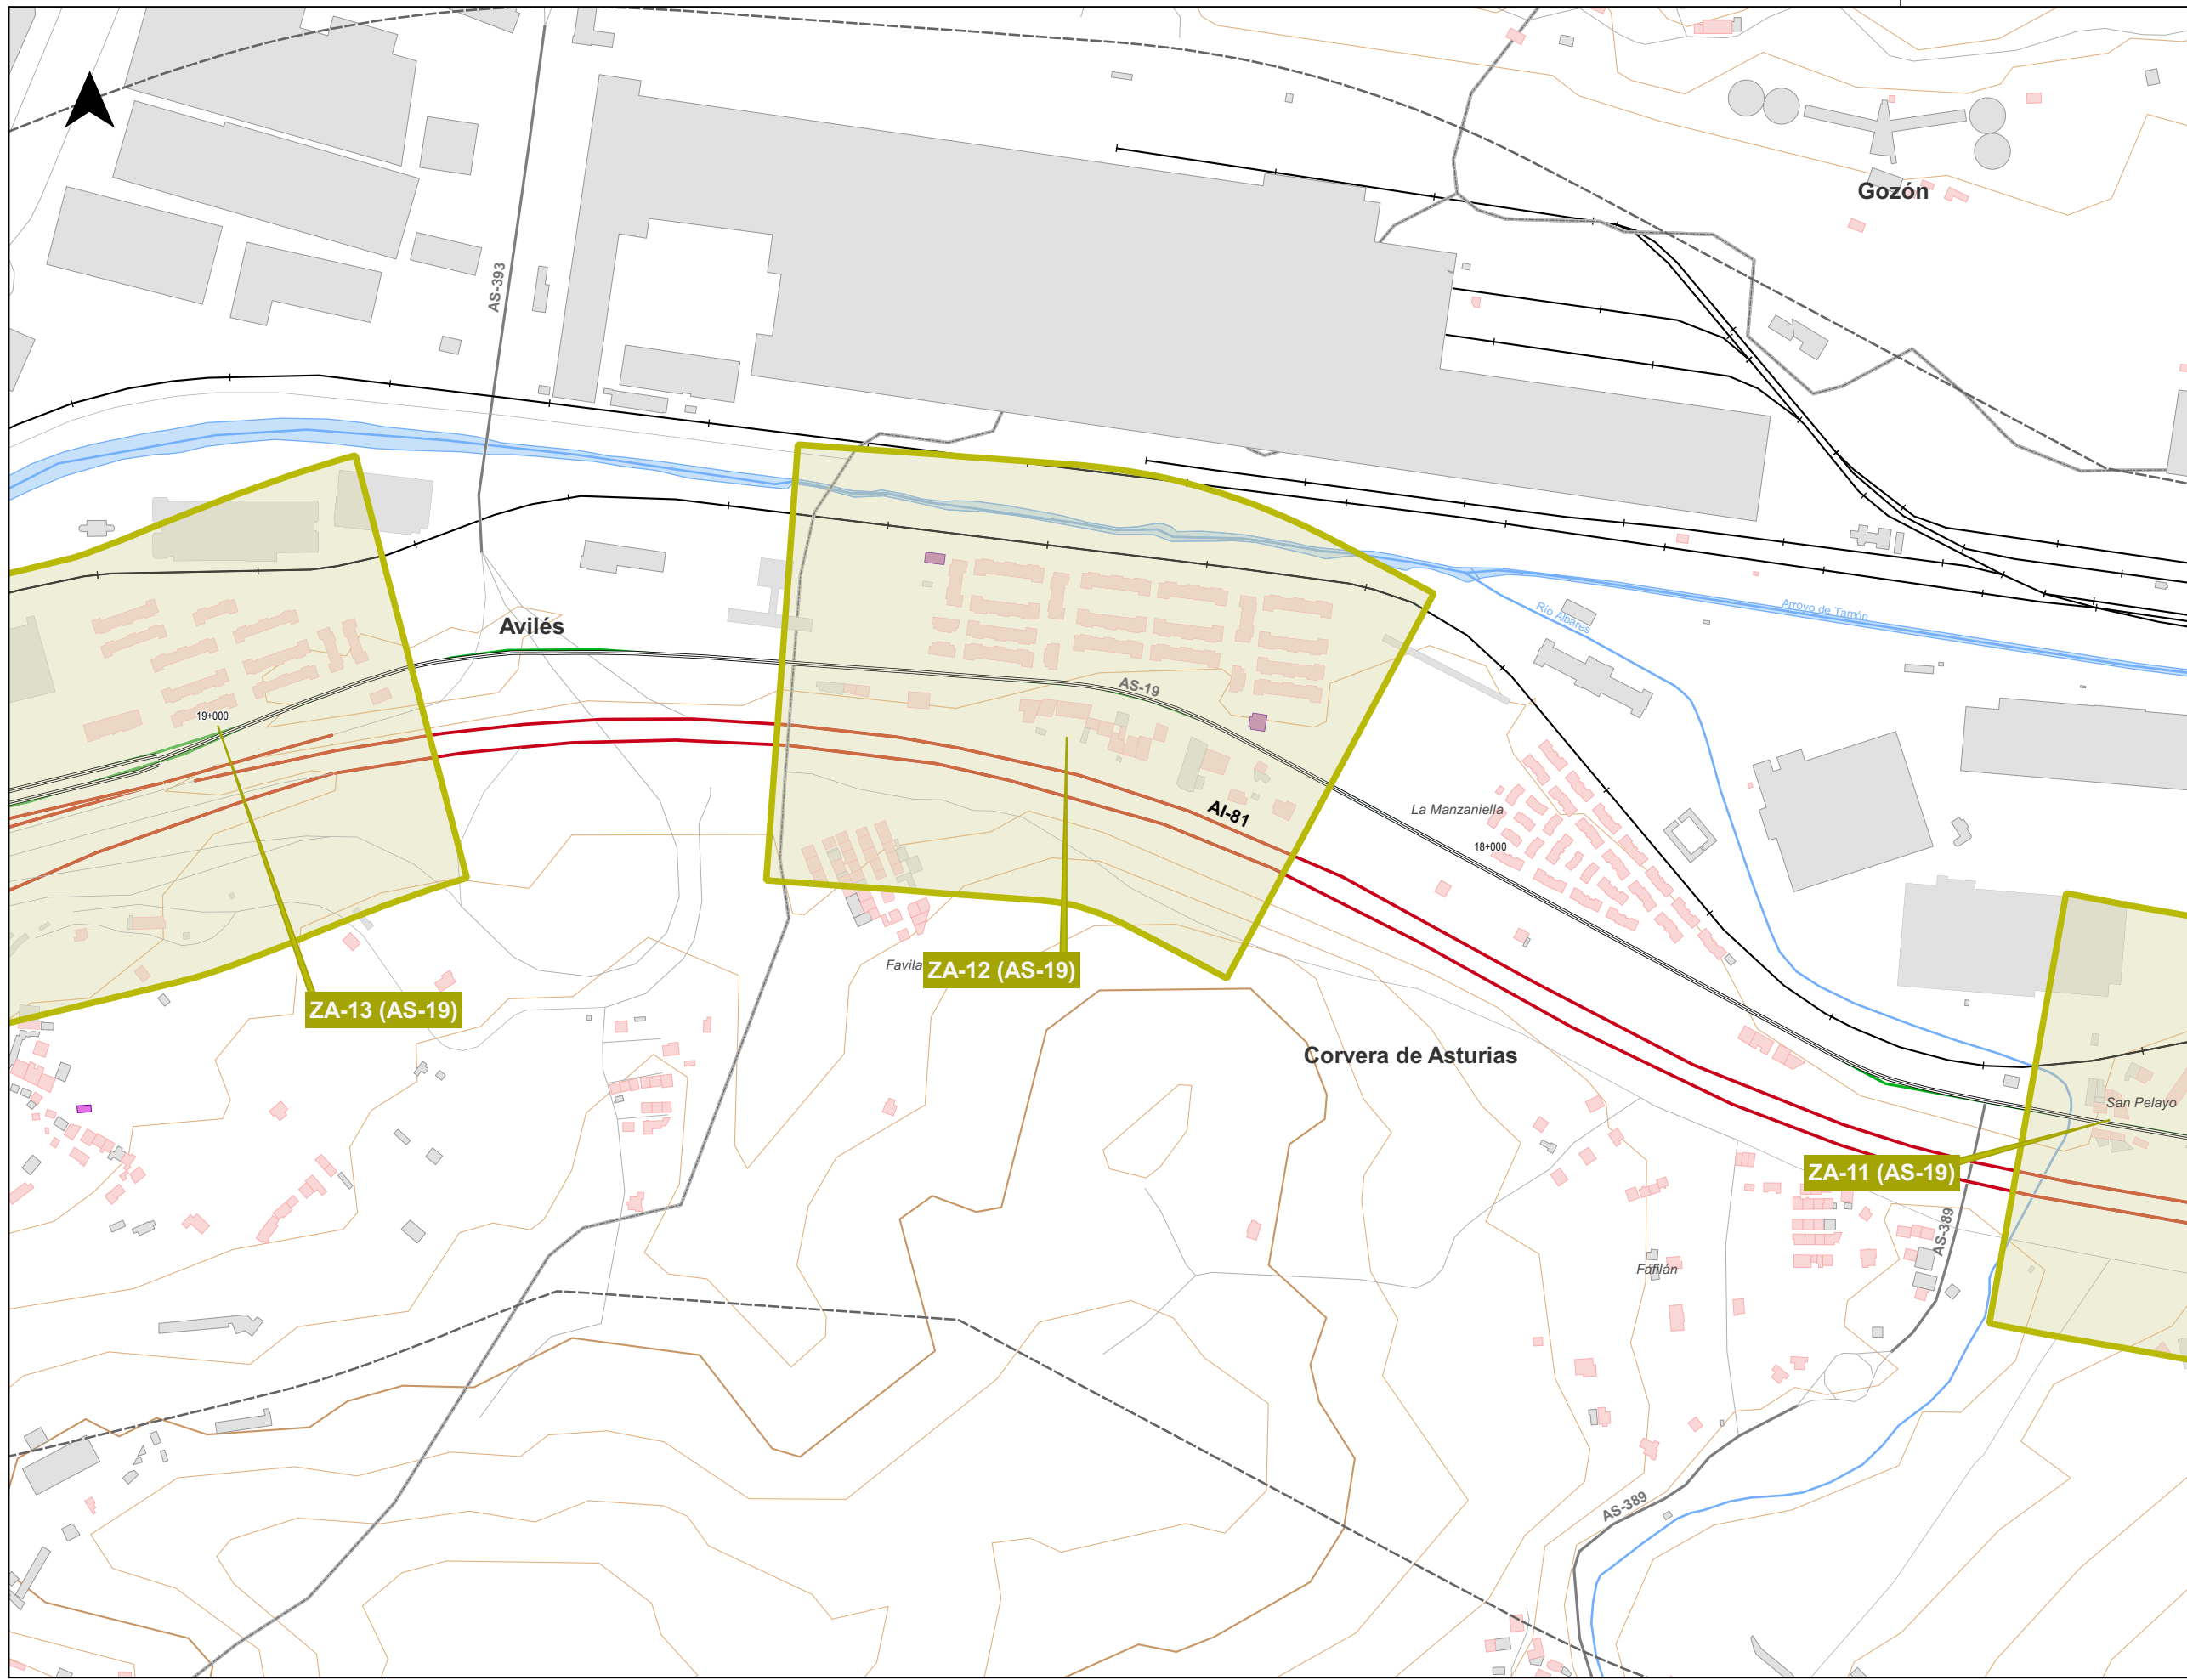 Gozón
AS-393
Río Albares
Arroyo de Tamón
Avilés
AS-19
19+000
AI-81
La Manzaniella
18+000
Favila
ZA-12 (AS-19)
ZA-13 (AS-19)
Corvera de Asturias
San Pelayo
ZA-11 (AS-19)
AS-389
Fafilán
AS-389